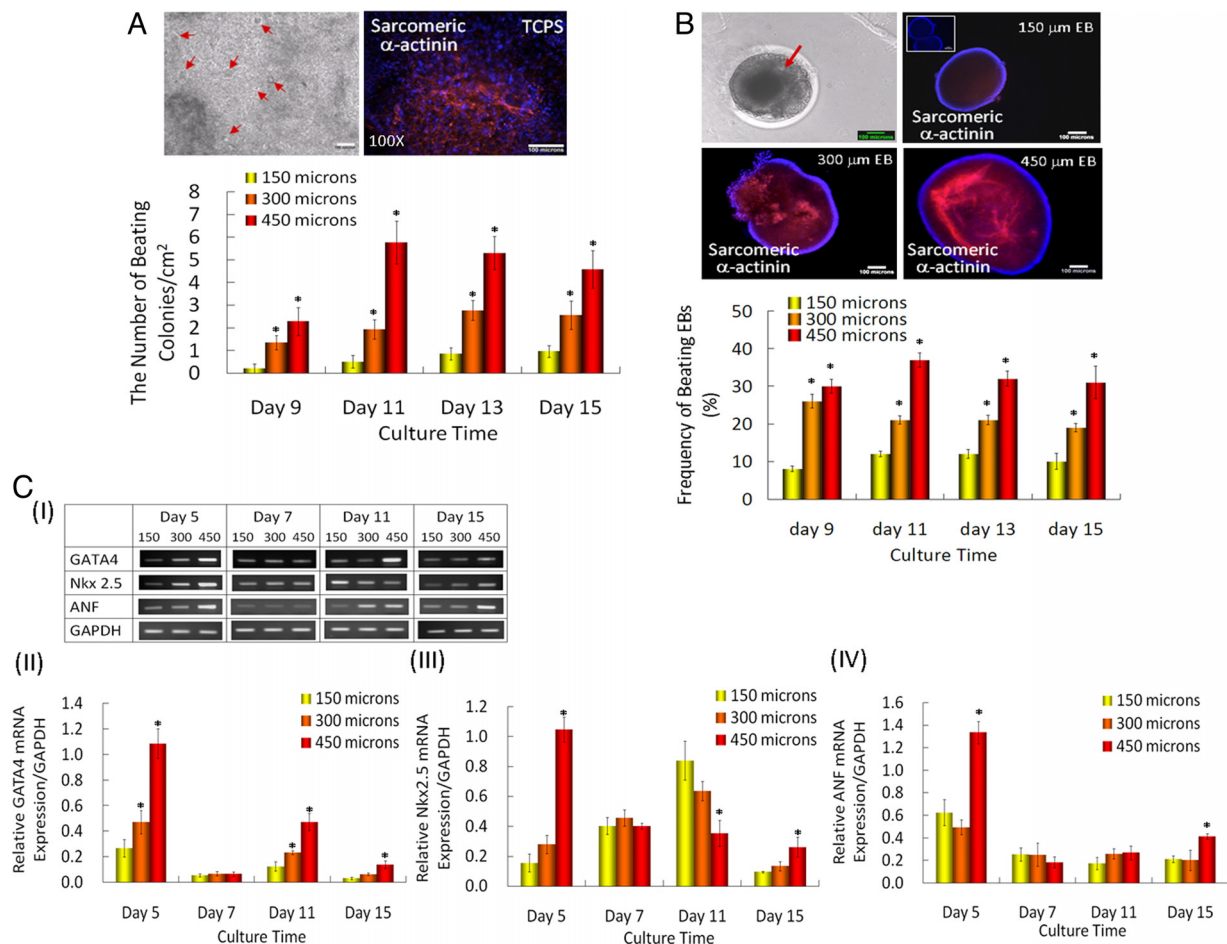 A
Sarcomeric
α-actinin
TCPS
100X
100 microns
150 microns
300 microns
450 microns
The Number of Beating
Colonies/cm²
8
7
6
5
4
3
2
1
0
* * * * * * * *
Day 9 Day 11 Day 13 Day 15
Culture Time
B
100 microns
150 μm EB
Sarcomeric
α-actinin
100 microns
300 μm EB
Sarcomeric
α-actinin
100 microns
450 μm EB
Sarcomeric
α-actinin
100 microns
150 microns
300 microns
450 microns
Frequency of Beating EBs
(%)
50
40
30
20
10
0
* * * * * * * *
day 9 day 11 day 13 day 15
Culture Time
C
(I)
Day 5 Day 7 Day 11 Day 15
150 300 450 150 300 450 150 300 450 150 300 450
GATA4
Nkx 2.5
ANF
GAPDH
(II)
150 microns
300 microns
450 microns
Relative GATA4 mRNA
Expression/GAPDH
1.4
1.2
1.0
0.8
0.6
0.4
0.2
0.0
* * * * *
Day 5 Day 7 Day 11 Day 15
Culture Time
(III)
150 microns
300 microns
450 microns
Relative Nkx2.5 mRNA
Expression/GAPDH
1.2
1.0
0.8
0.6
0.4
0.2
0.0
* * *
Day 5 Day 7 Day 11 Day 15
Culture Time
(IV)
150 microns
300 microns
450 microns
Relative ANF mRNA
Expression/GAPDH
1.6
1.4
1.2
1.0
0.8
0.6
0.4
0.2
0.0
* *
Day 5 Day 7 Day 11 Day 15
Culture Time